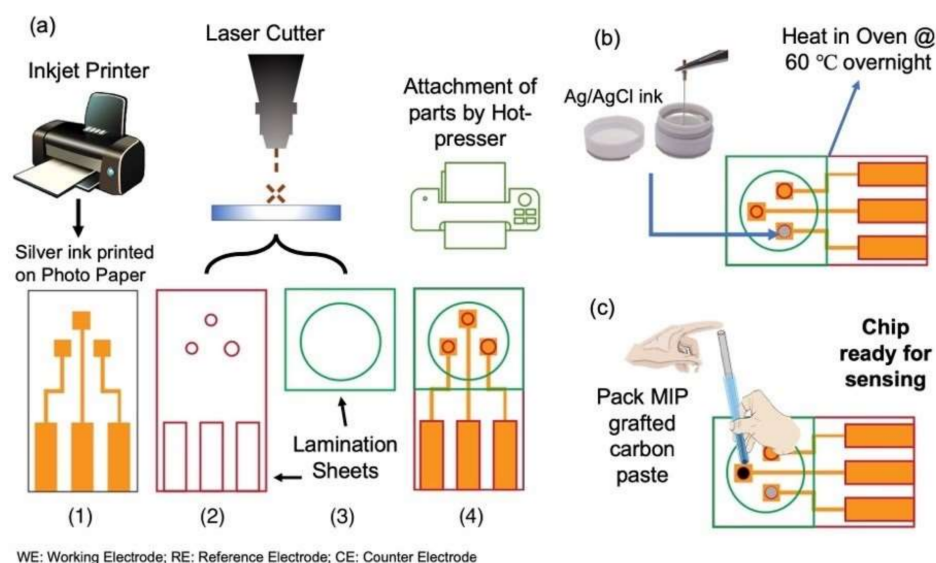 (a)
Inkjet Printer
Silver ink printed
on Photo Paper
Laser Cutter
Attachment of
parts by Hot-
presser
Lamination
Sheets
(1)
(2)
(3)
(4)
(b)
Ag/AgCl ink
Heat in Oven @
60 °C overnight
(c)
Pack MIP
grafted
carbon
paste
Chip
ready for
sensing
WE: Working Electrode; RE: Reference Electrode; CE: Counter Electrode